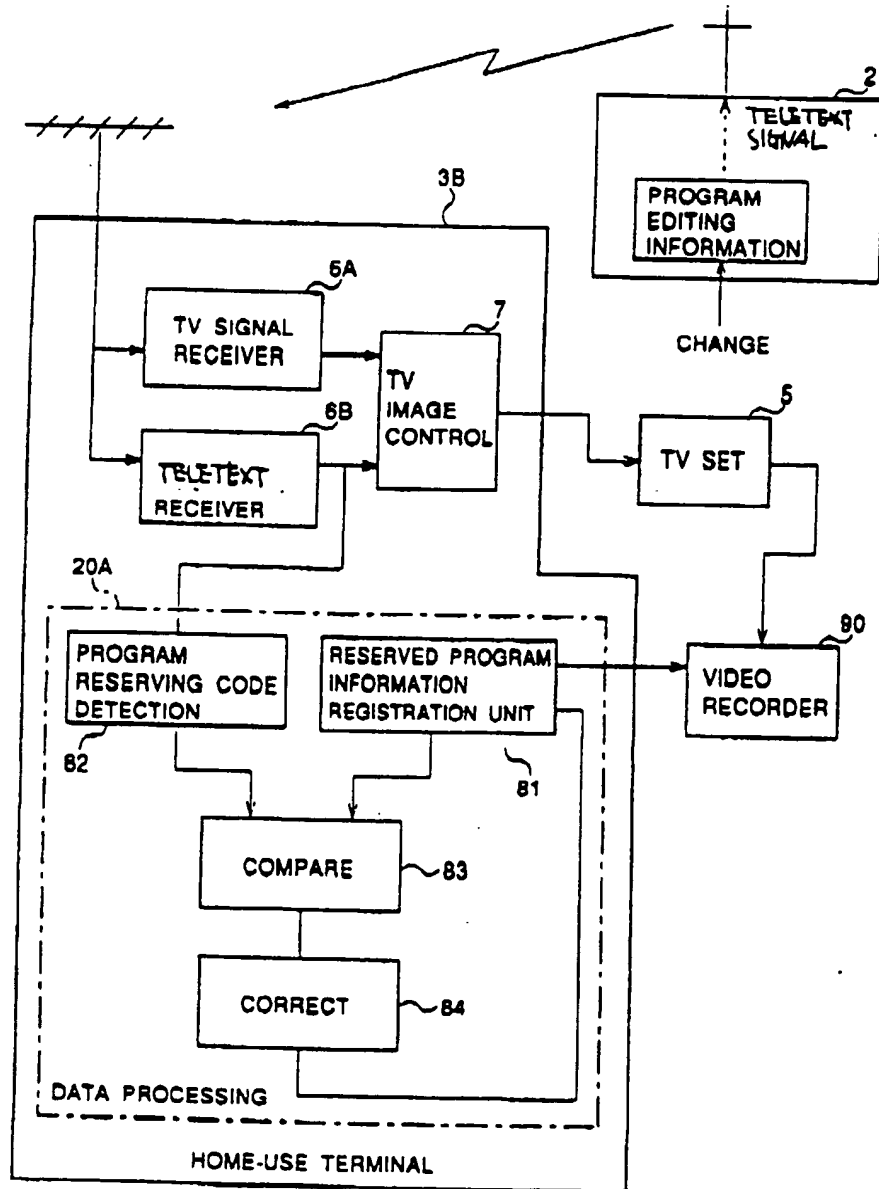 2
TELETEXT
SIGNAL
PROGRAM
EDITING
INFORMATION
CHANGE
3B
6A
TV SIGNAL
RECEIVER
7
TV
IMAGE
CONTROL
6B
TELETEXT
RECEIVER
5
TV SET
20A
PROGRAM
RESERVING CODE
DETECTION
82
RESERVED PROGRAM
INFORMATION
REGISTRATION UNIT
81
90
VIDEO
RECORDER
COMPARE
83
CORRECT
84
DATA PROCESSING
HOME-USE TERMINAL